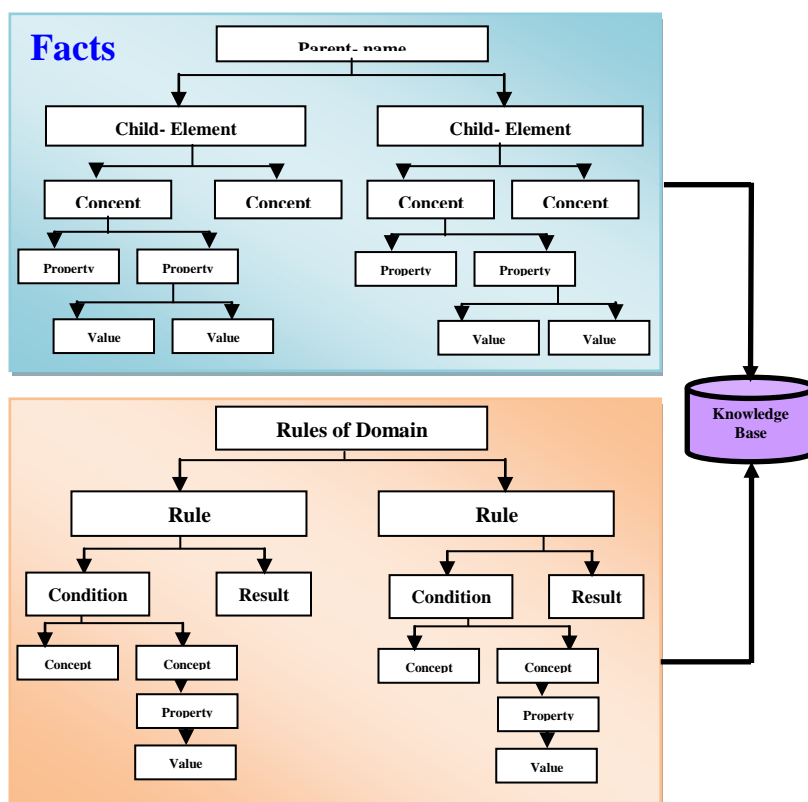 Facts
Parent- name
Child- Element
Child- Element
Concept
Concept
Concept
Concept
Property
Property
Property
Property
Value
Value
Value
Value
Knowledge
Base
Rules of Domain
Rule
Rule
Condition
Result
Condition
Result
Concept
Concept
Concept
Concept
Property
Property
Value
Value